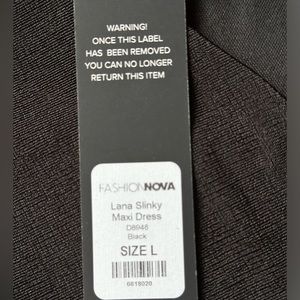 WARNING!
ONCE THIS LABEL
HAS BEEN REMOVED
YOU CAN NO LONGER
RETURN THIS ITEM
FASHIONNOVA
Lana Slinky
Maxi Dress
D8948
Black
SIZE L
6618020